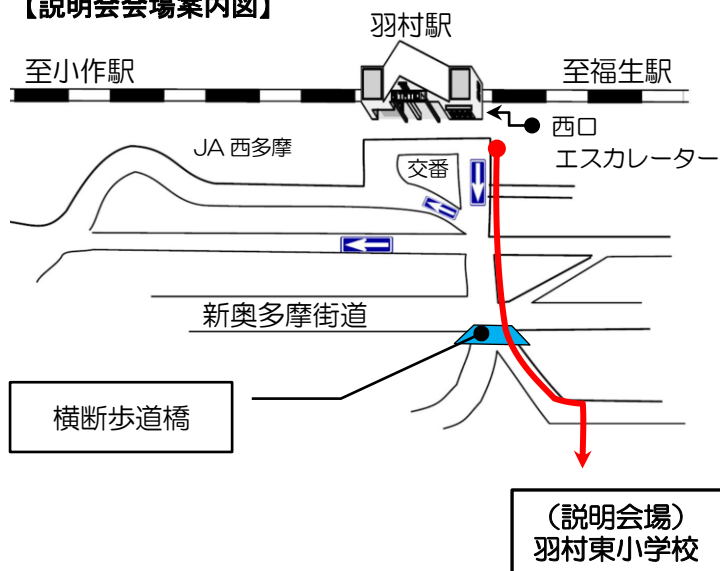 【説明会会場案内図】
羽村駅
至小作駅
至福生駅
西口
エスカレーター
JA 西多摩
交番
新奥多摩街道
横断歩道橋
（説明会場）
羽村東小学校